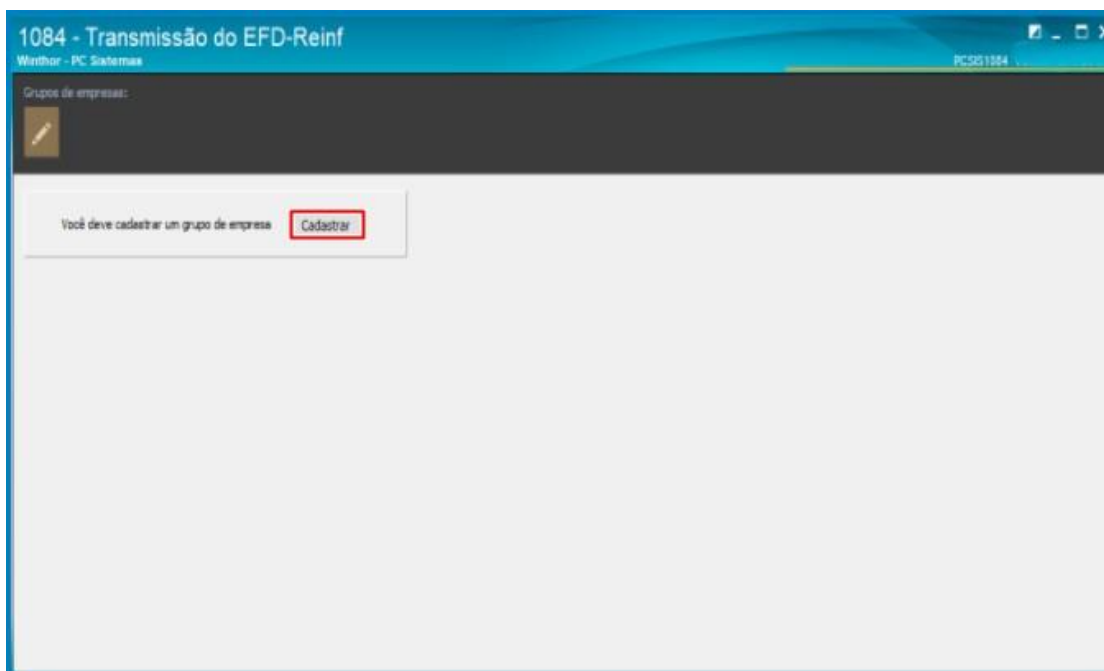 1084 - Transmissão do EFD-Reinf
Winthor - PC Sistemas
PCSIS1084
Grupos de empresas:
Você deve cadastrar um grupo de empresa
Cadastrar